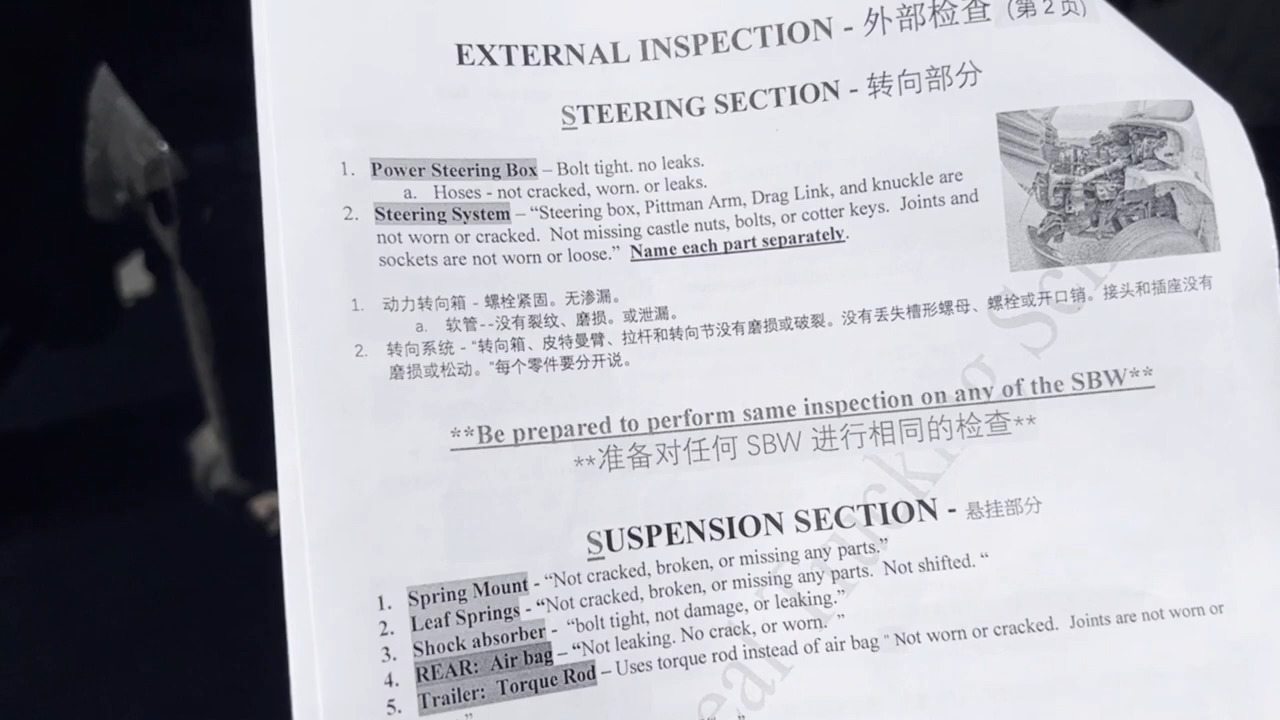 EXTERNAL INSPECTION - 外部检查 (第 2 页)
STEERING SECTION - 转向部分
1. Power Steering Box – Bolt tight. no leaks.
a. Hoses - not cracked, worn. or leaks.
2. Steering System – “Steering box, Pittman Arm, Drag Link, and knuckle are
not worn or cracked. Not missing castle nuts, bolts, or cotter keys. Joints and
sockets are not worn or loose.” Name each part separately.
1. 动力转向箱 - 螺栓紧固。无渗漏。
a. 软管--没有裂纹、磨损。或泄漏。
2. 转向系统 - “转向箱、皮特曼臂、拉杆和转向节没有磨损或破裂。没有丢失槽形螺母、螺栓或开口销。接头和插座没有
磨损或松动。”每个零件要分开说。
**Be prepared to perform same inspection on any of the SBW**
**准备对任何 SBW 进行相同的检查**
SUSPENSION SECTION - 悬挂部分
1. Spring Mount - “Not cracked, broken, or missing any parts.”
2. Leaf Springs - “Not cracked, broken, or missing any parts. Not shifted. “
3. Shock absorber - “bolt tight, not damage, or leaking.”
4. REAR: Air bag – “Not leaking. No crack, or worn. ”
5. Trailer: Torque Rod – Uses torque rod instead of air bag " Not worn or cracked. Joints are not worn or